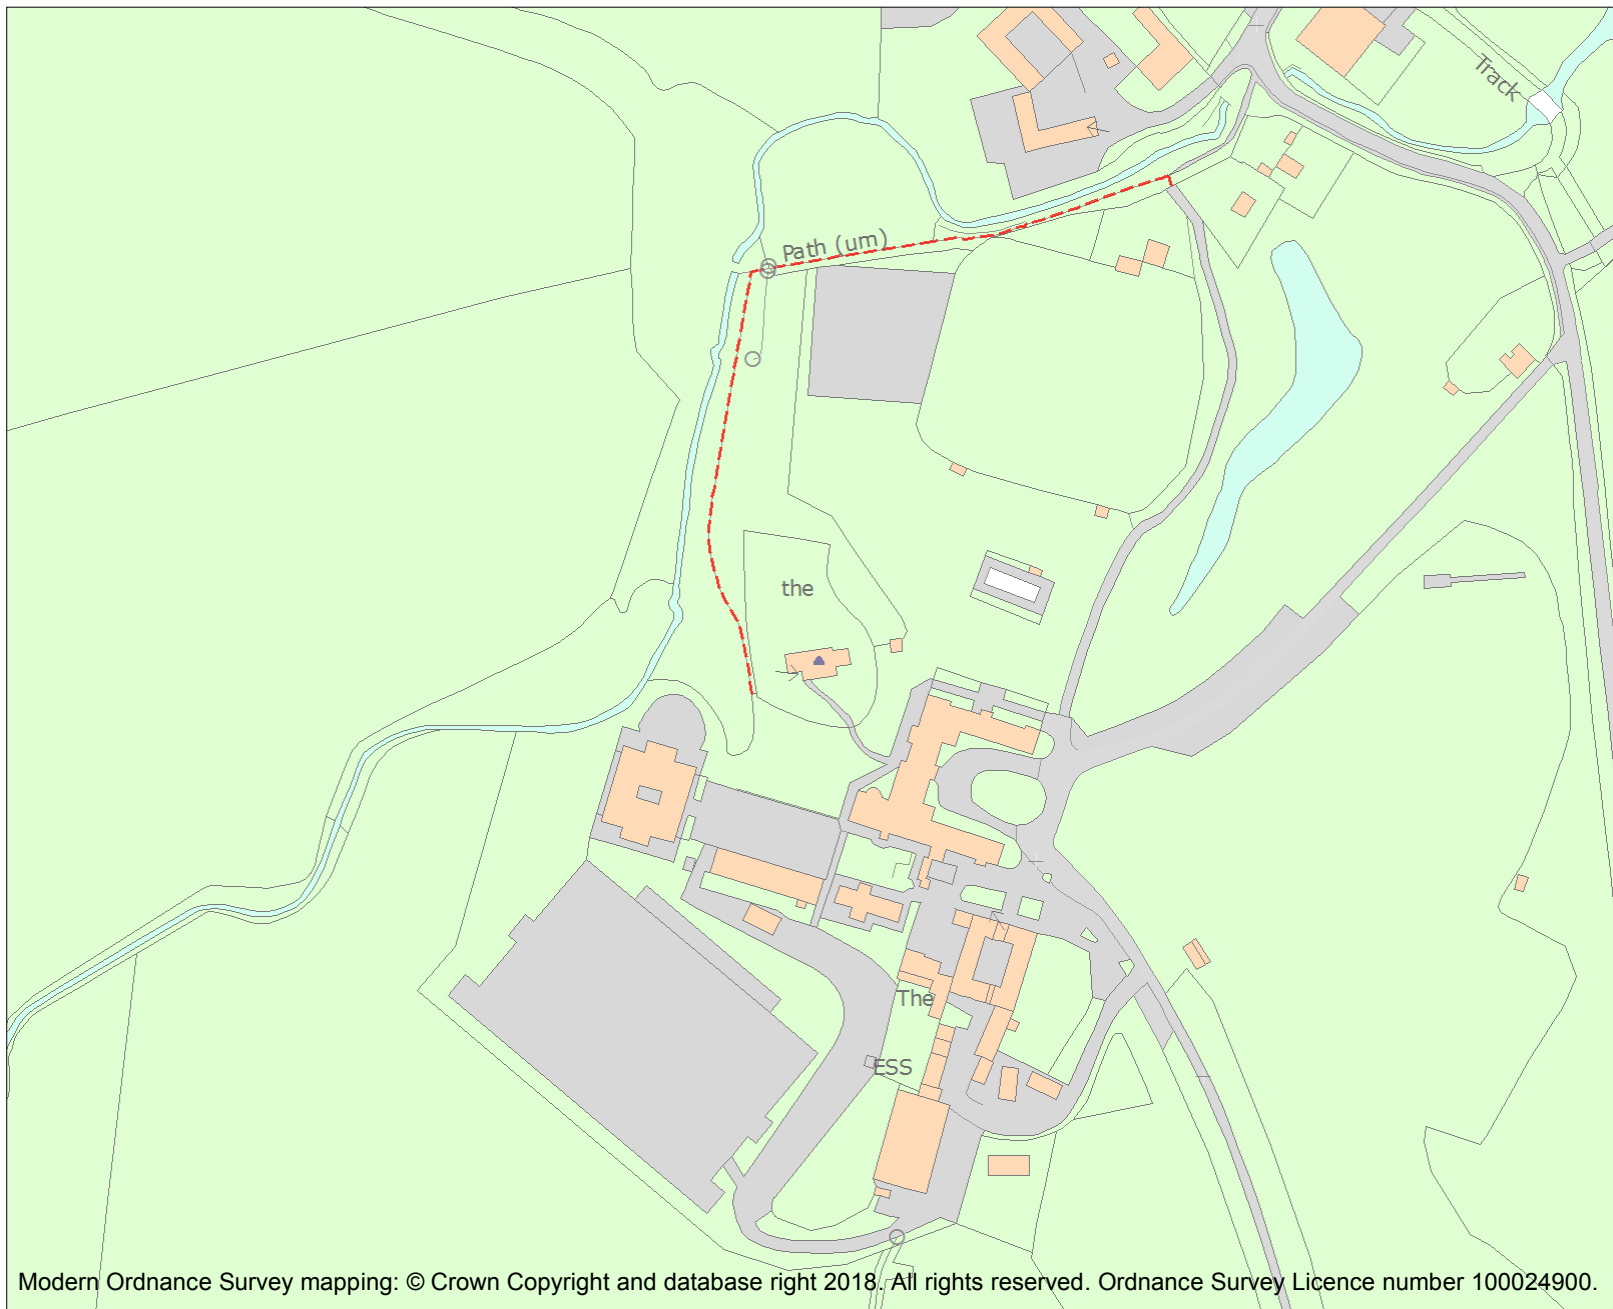 Track
Path (um)
the
The
ESS
Modern Ordnance Survey mapping: © Crown Copyright and database right 2018. All rights reserved. Ordnance Survey Licence number 100024900.